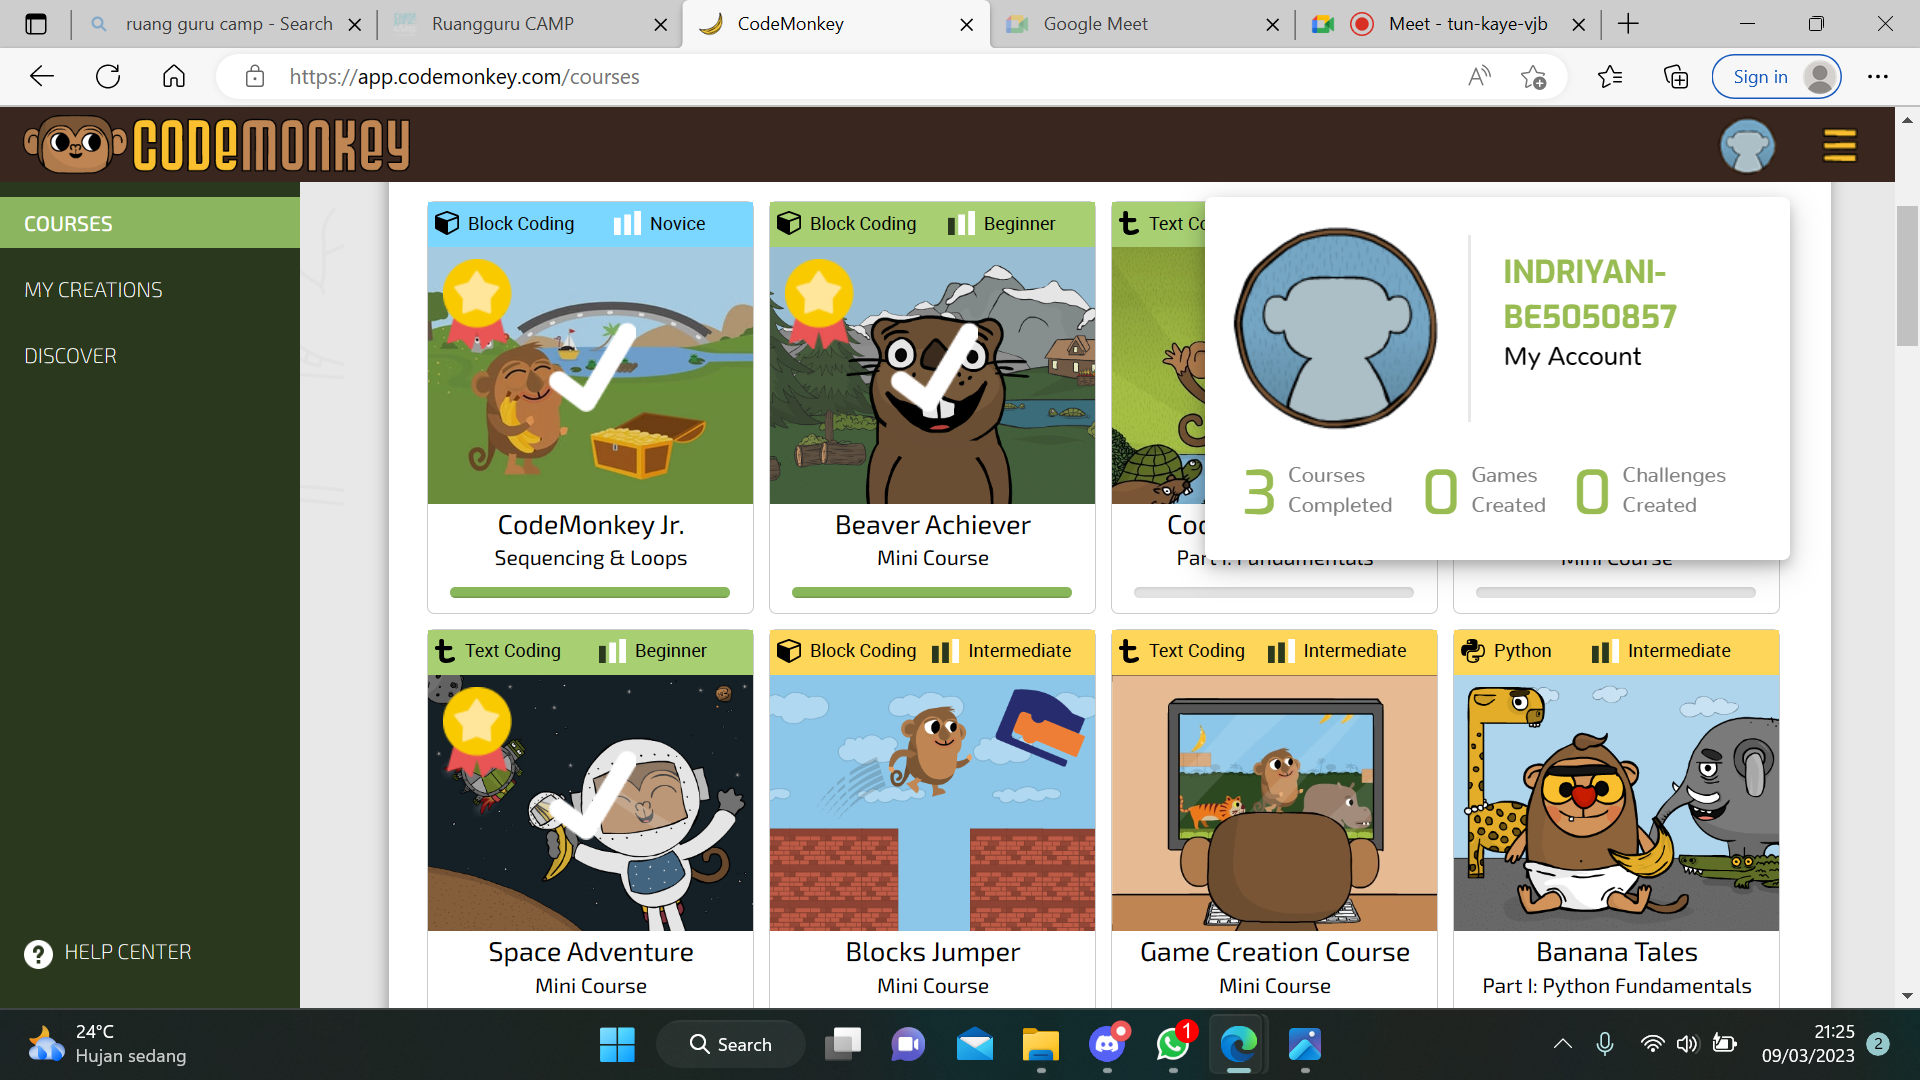 ruang guru camp - Search
Ruangguru CAMP
CodeMonkey
Google Meet
Meet - tun-kaye-vjb
https://app.codemonkey.com/courses
Sign in
CODEMONKEY
COURSES
MY CREATIONS
DISCOVER
HELP CENTER
Block Coding Novice
Block Coding Beginner
t Text Co
INDRIYANI-
BE5050857
My Account
3 Courses Completed
0 Games Created
0 Challenges Created
CodeMonkey Jr.
Sequencing & Loops
Beaver Achiever
Mini Course
Coc
Part I: Fundamentals
Mini Course
t Text Coding Beginner
Block Coding Intermediate
t Text Coding Intermediate
Python Intermediate
Space Adventure
Mini Course
Blocks Jumper
Mini Course
Game Creation Course
Mini Course
Banana Tales
Part I: Python Fundamentals
24°C
Hujan sedang
Search
1
21:25
09/03/2023
2